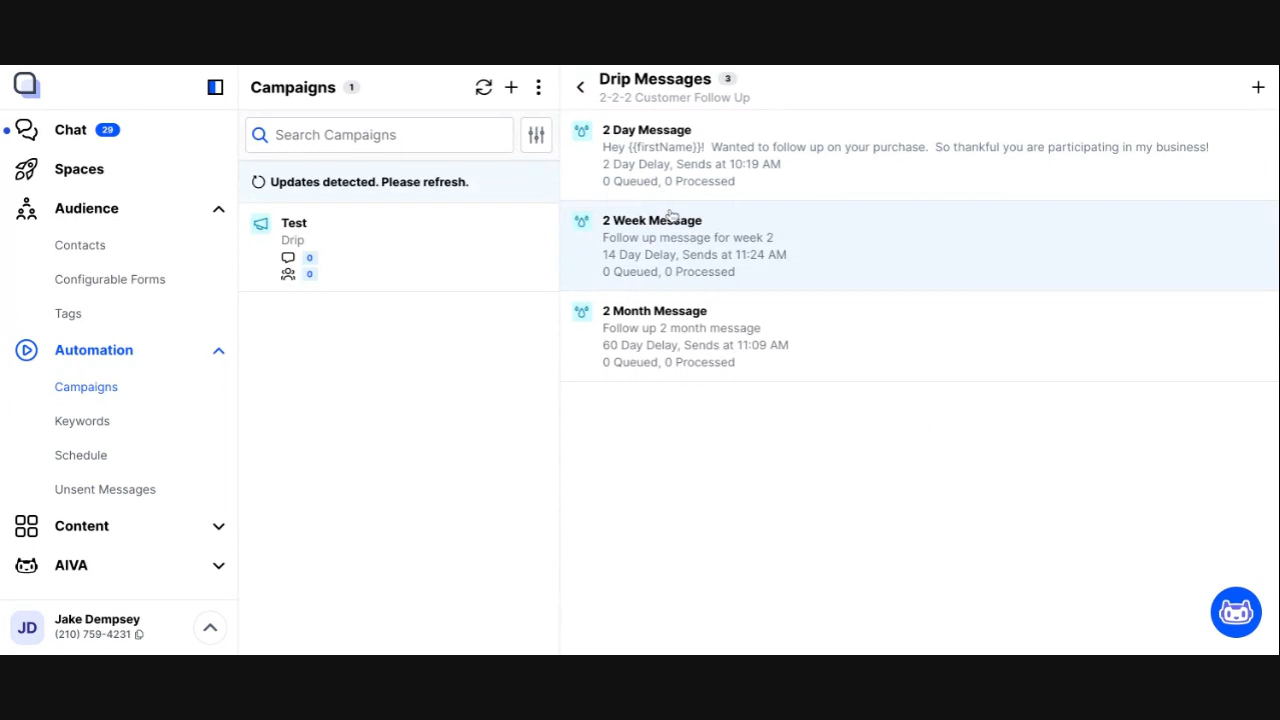 Chat 29
Spaces
Audience
Contacts
Configurable Forms
Tags
Automation
Campaigns
Keywords
Schedule
Unsent Messages
Content
AIVA
JD
Jake Dempsey
(210) 759-4231
Campaigns 1
Search Campaigns
Updates detected. Please refresh.
Test
Drip
0
0
Drip Messages 3
2-2-2 Customer Follow Up
2 Day Message
Hey {{firstName}}! Wanted to follow up on your purchase. So thankful you are participating in my business!
2 Day Delay, Sends at 10:19 AM
0 Queued, 0 Processed
2 Week Message
Follow up message for week 2
14 Day Delay, Sends at 11:24 AM
0 Queued, 0 Processed
2 Month Message
Follow up 2 month message
60 Day Delay, Sends at 11:09 AM
0 Queued, 0 Processed